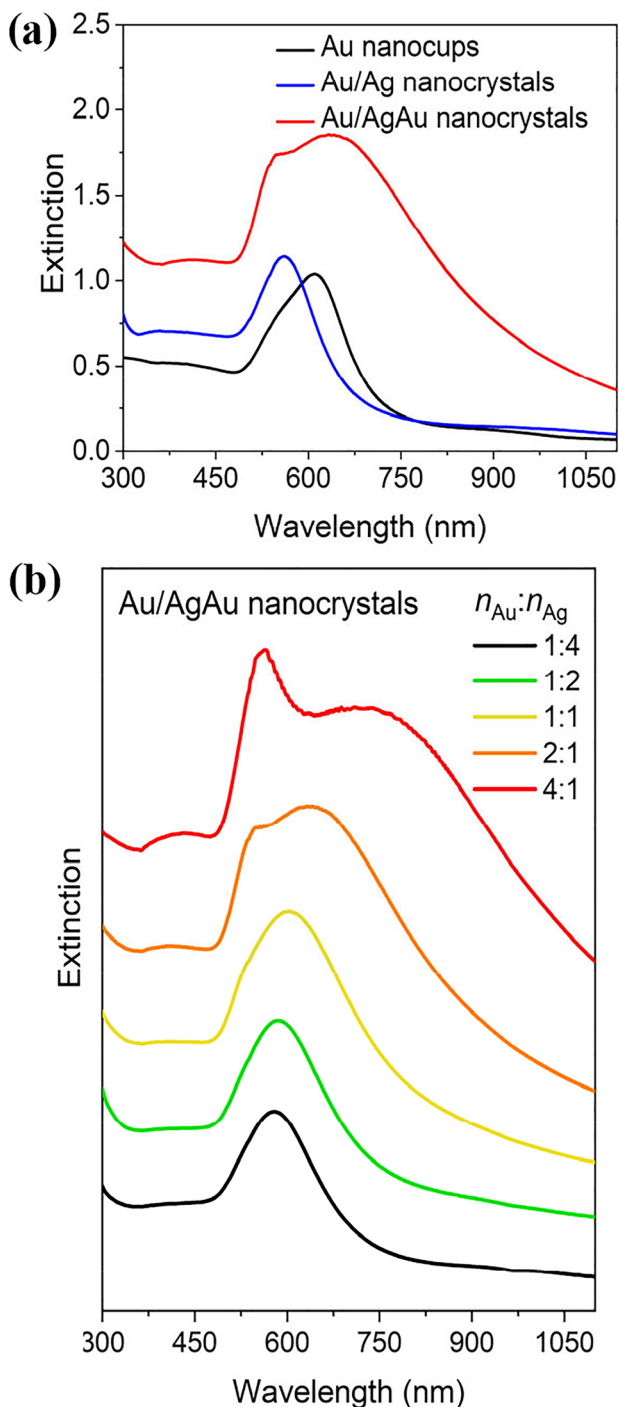 (a)
2.5
2.0
1.5
1.0
0.5
0.0
Extinction
Au nanocups
Au/Ag nanocrystals
Au/AgAu nanocrystals
300 450 600 750 900 1050
Wavelength (nm)
(b)
Au/AgAu nanocrystals
nAu:nAg
1:4
1:2
1:1
2:1
4:1
Extinction
300 450 600 750 900 1050
Wavelength (nm)